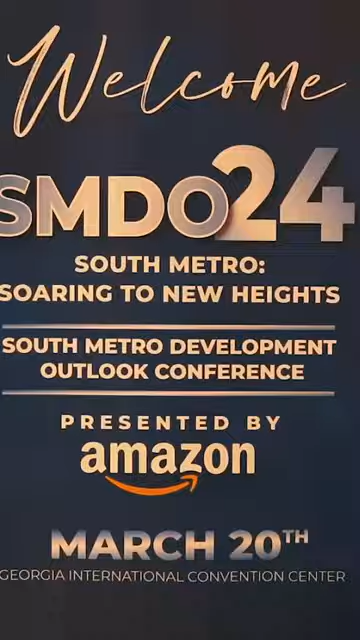 Welcome
SMDO24
SOUTH METRO:
SOARING TO NEW HEIGHTS
SOUTH METRO DEVELOPMENT
OUTLOOK CONFERENCE
PRESENTED BY
amazon
MARCH 20TH
GEORGIA INTERNATIONAL CONVENTION CENTER